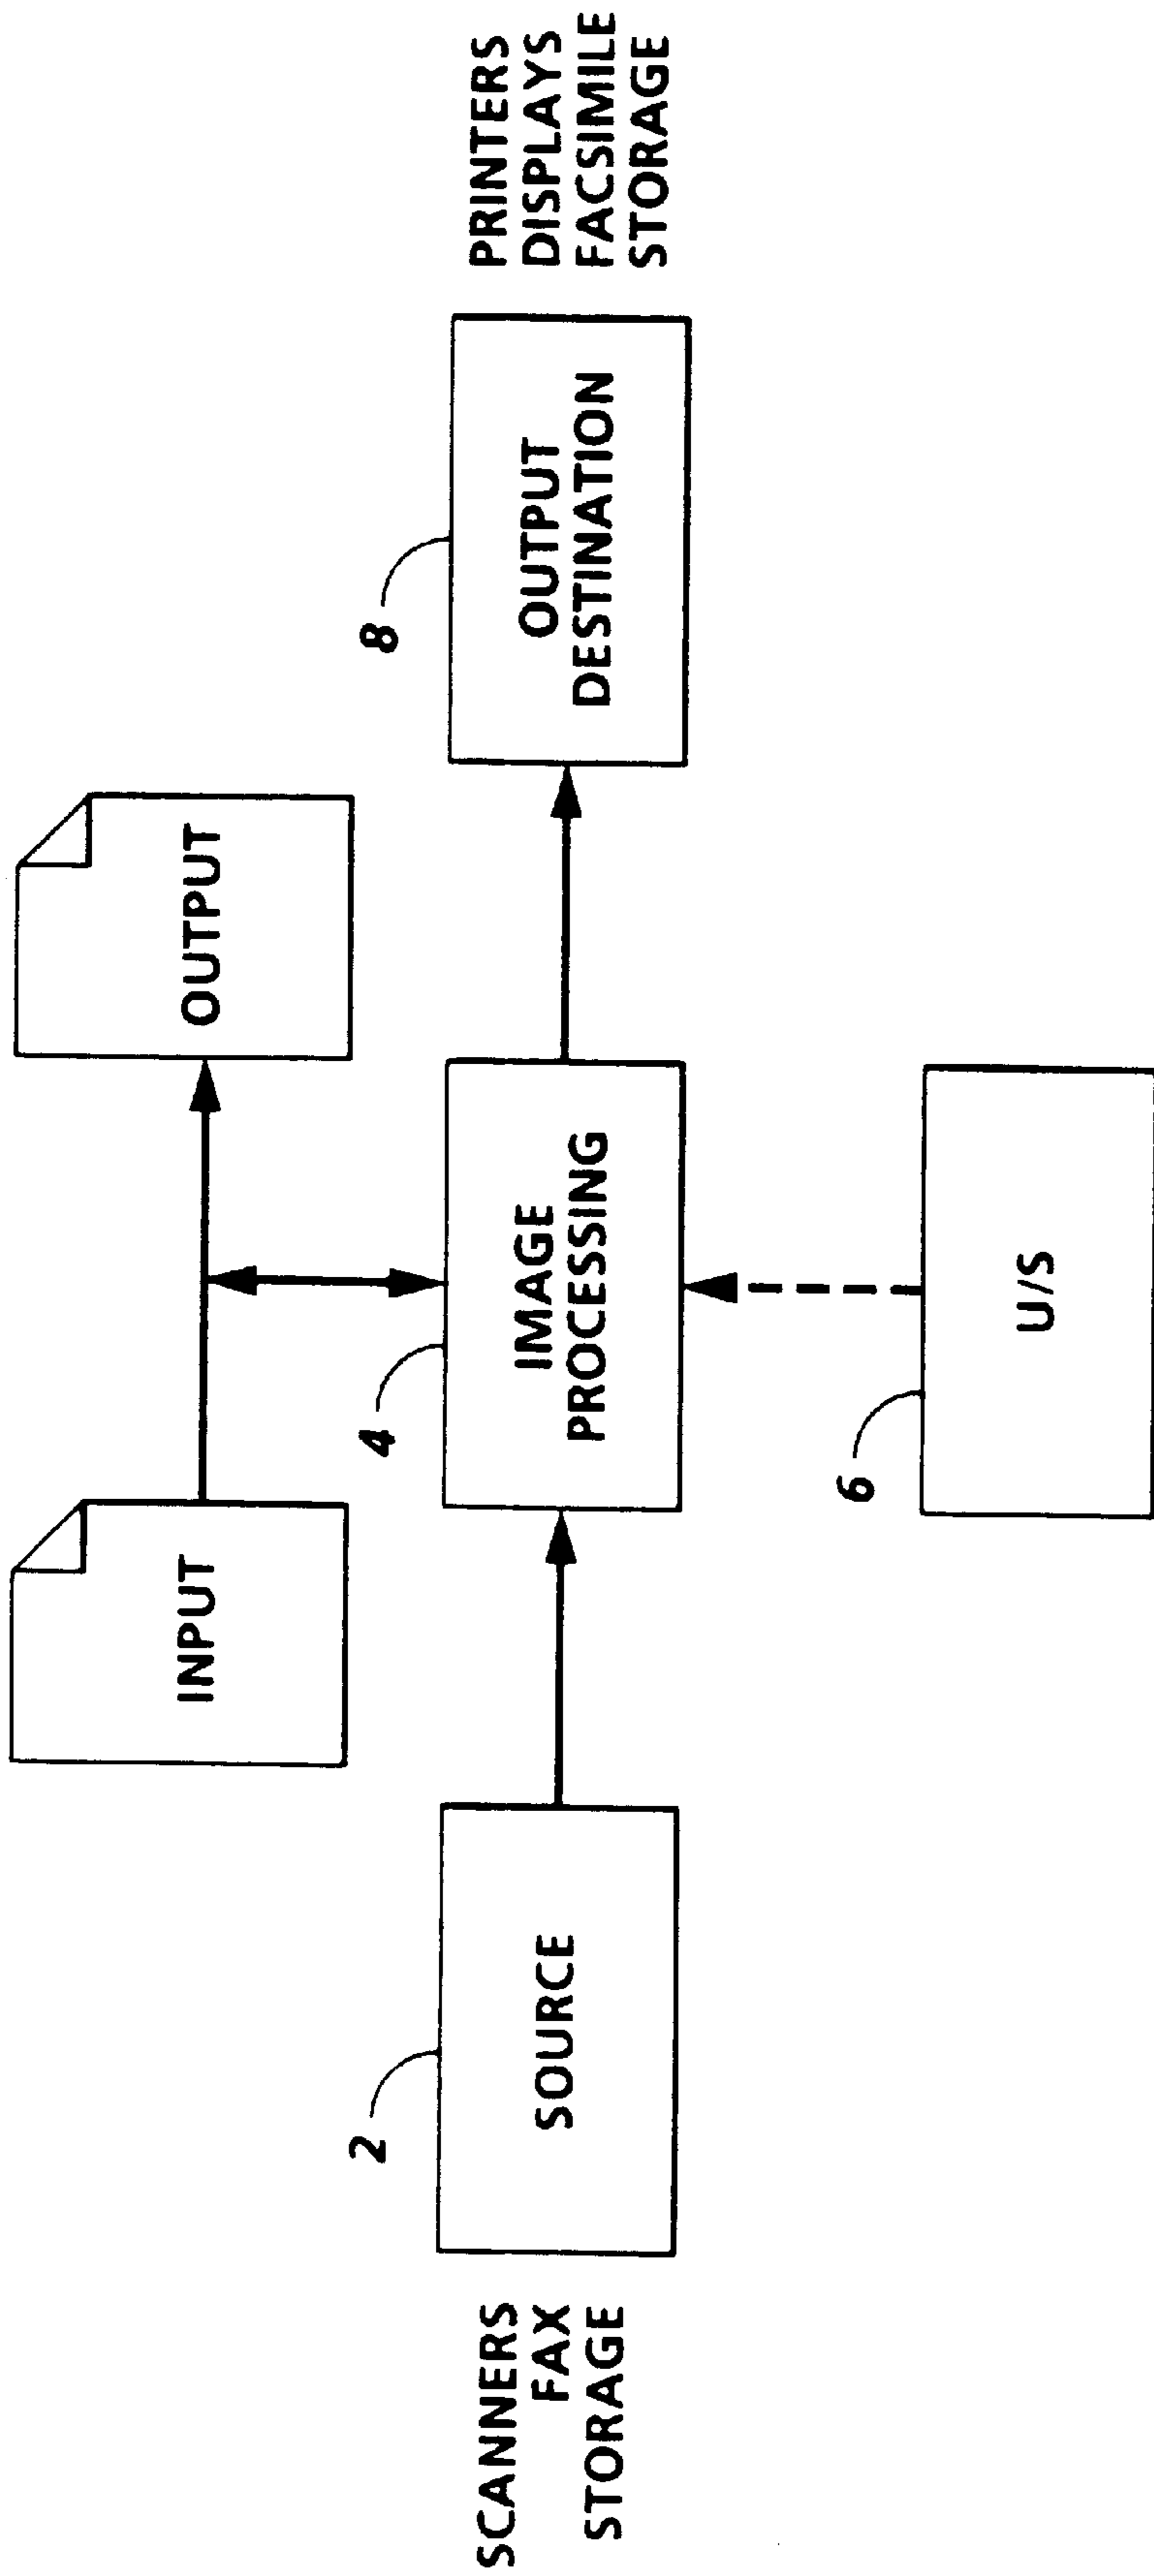 INPUT
OUTPUT
SCANNERS
FAX
STORAGE
2
SOURCE
4
IMAGE
PROCESSING
8
OUTPUT
DESTINATION
PRINTERS
DISPLAYS
FACSIMILE
STORAGE
6
U/S